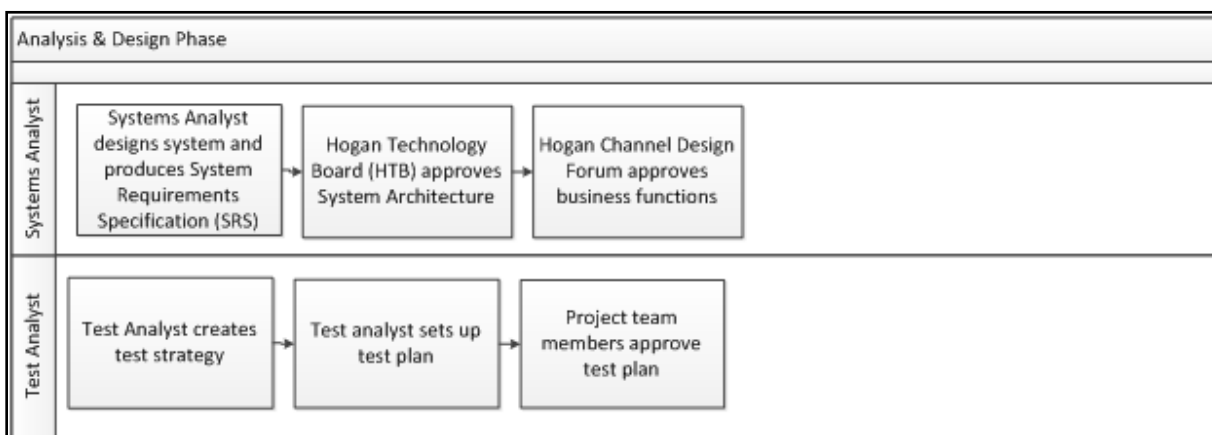 Analysis & Design Phase
Systems Analyst
Systems Analyst
designs system and
produces System
Requirements
Specification (SRS)
Hogan Technology
Board (HTB) approves
System Architecture
Hogan Channel Design
Forum approves
business functions
Test Analyst
Test Analyst creates
test strategy
Test analyst sets up
test plan
Project team
members approve
test plan